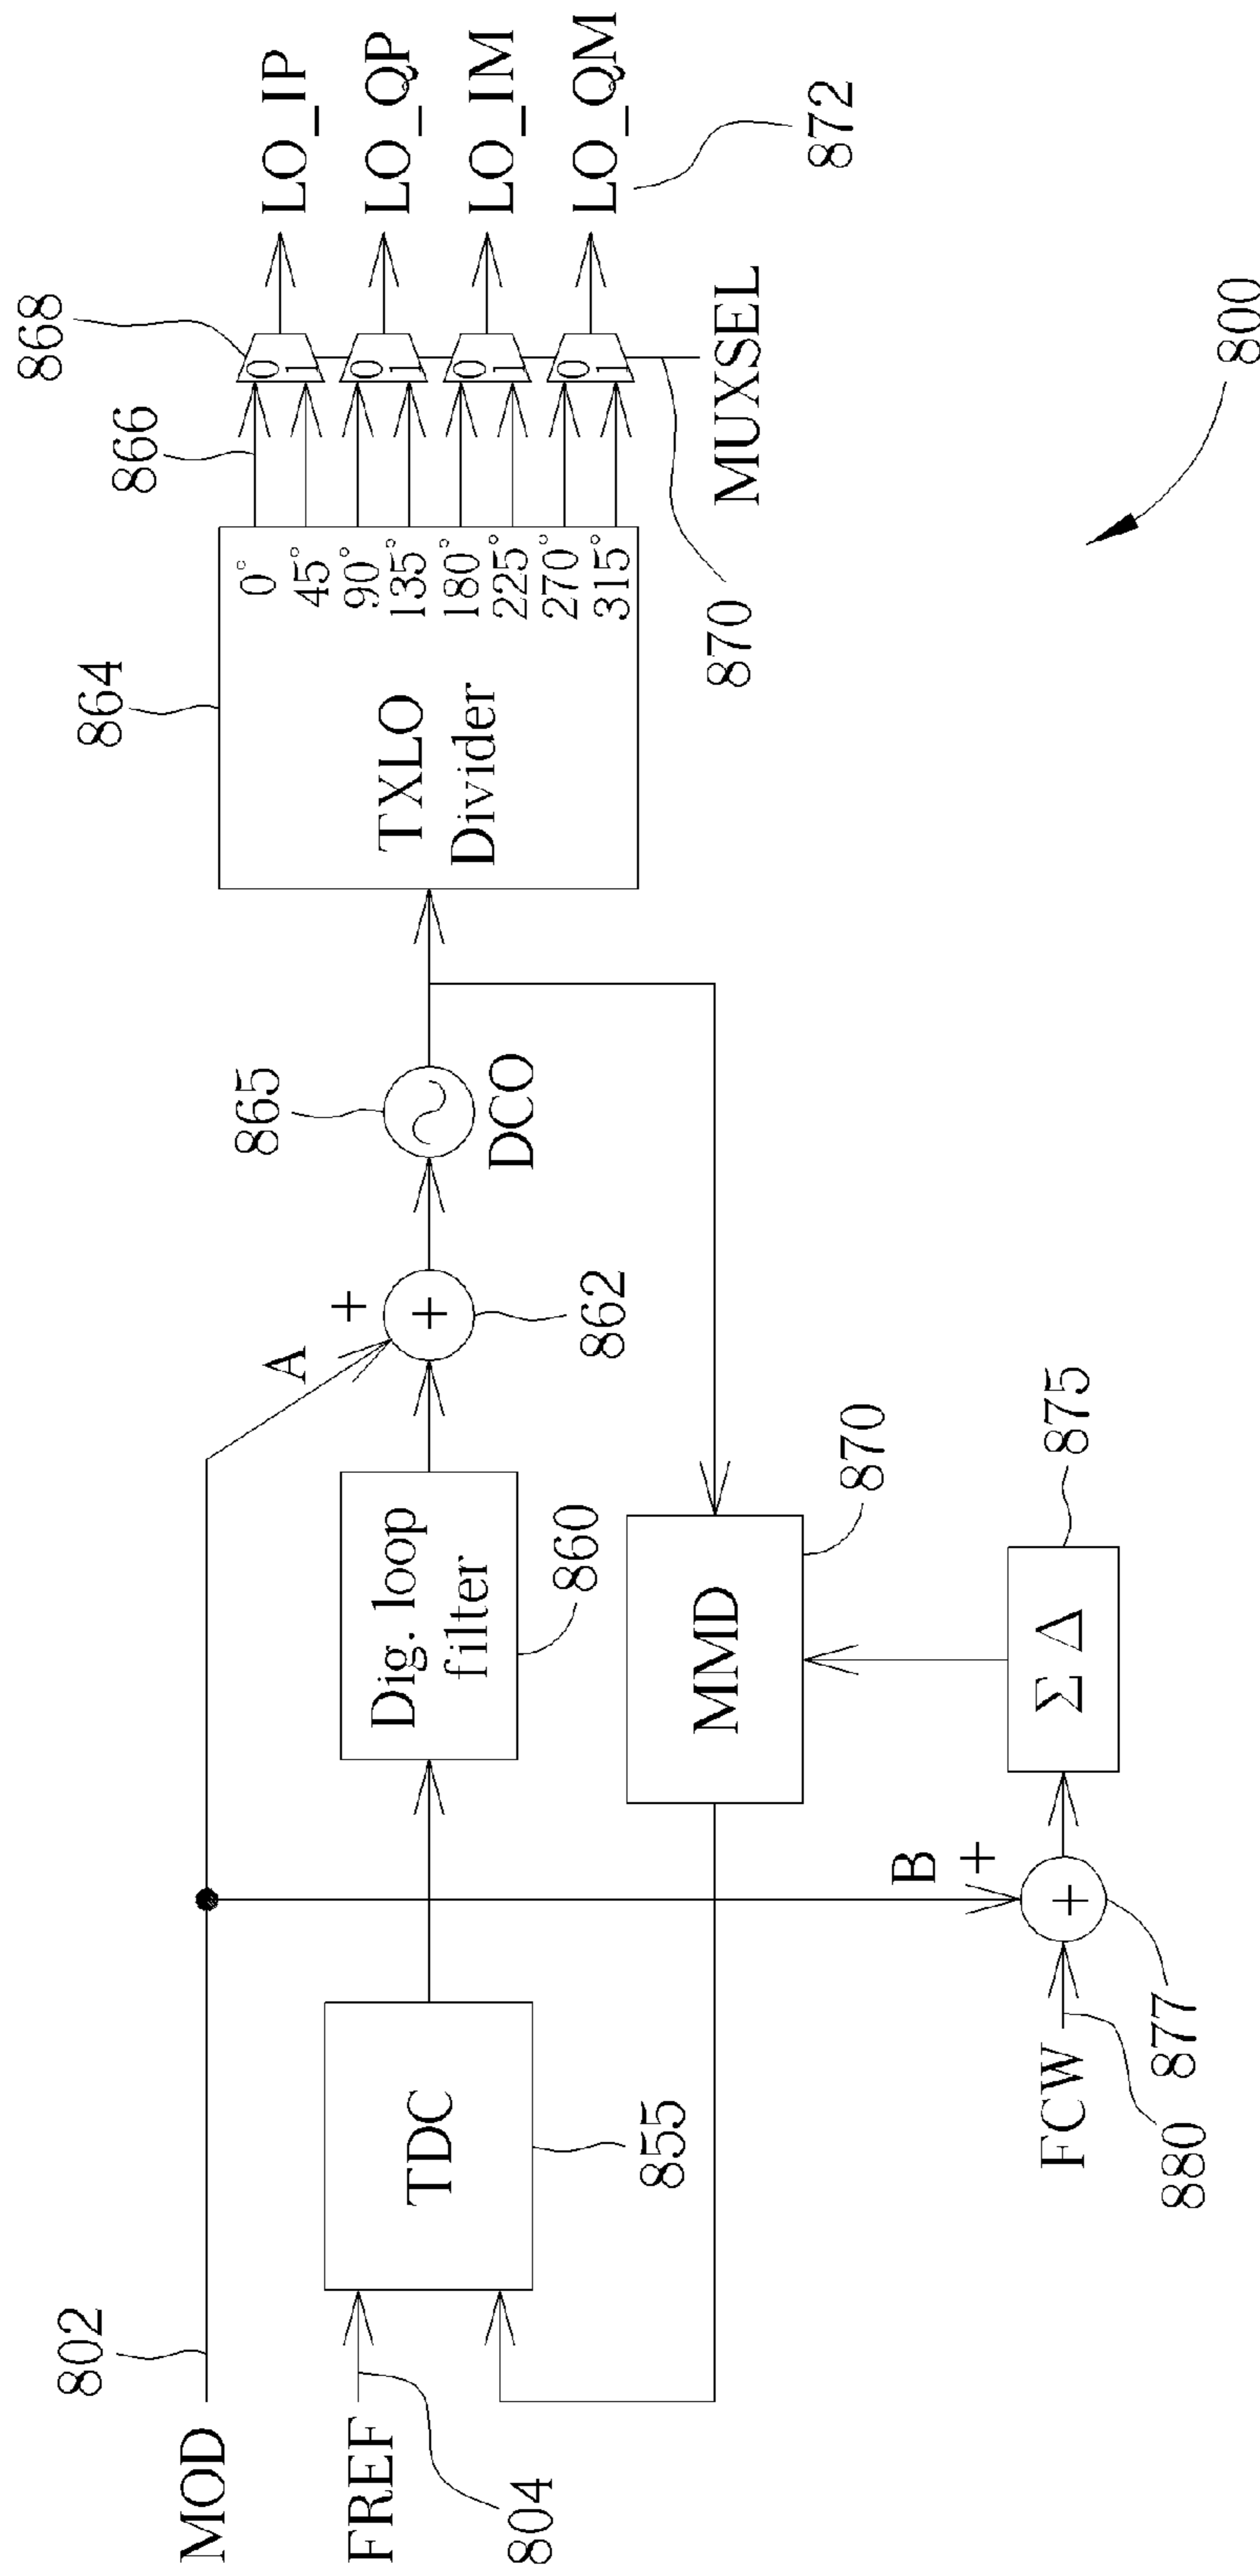 MOD
802
FREF
804
TDC
855
Dig. loop
filter
860
A
+
+
862
865
DCO
864
TXLO
Divider
0°
45°
90°
135°
180°
225°
270°
315°
866
868
0
1
0
1
0
1
0
1
LO_IP
LO_QP
LO_IM
LO_QM
872
MUXSEL
870
MMD
870
B
+
+
877
FCW
880
Σ Δ
875
800